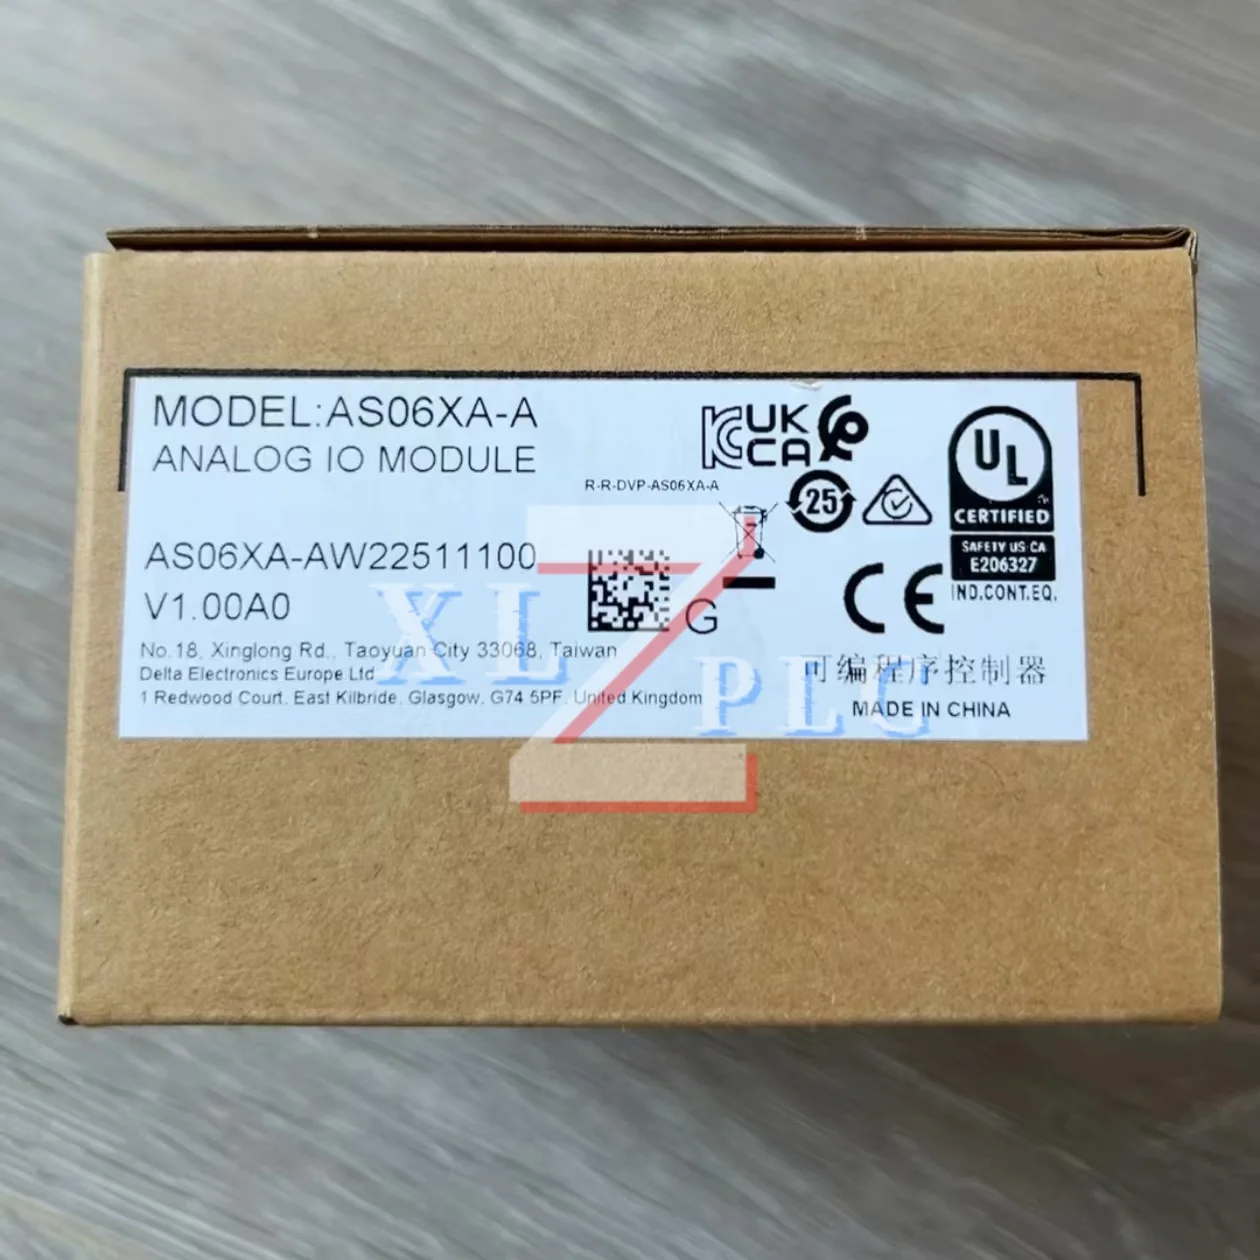 MODEL:AS06XA-A
ANALOG IO MODULE
R-R-DVP-AS06XA-A
UK
CA
25
UL
CERTIFIED
SAFETY US CA
E206327
IND.CONT.EQ.
AS06XA-AW22511100
V1.00A0
G
CE
No.18, Xinglong Rd., Taoyuan City 33068, Taiwan
Delta Electronics Europe Ltd
1 Redwood Court, East Kilbride, Glasgow, G74 5PF, United Kingdom
可编程序控制器
MADE IN CHINA
XLZPLC